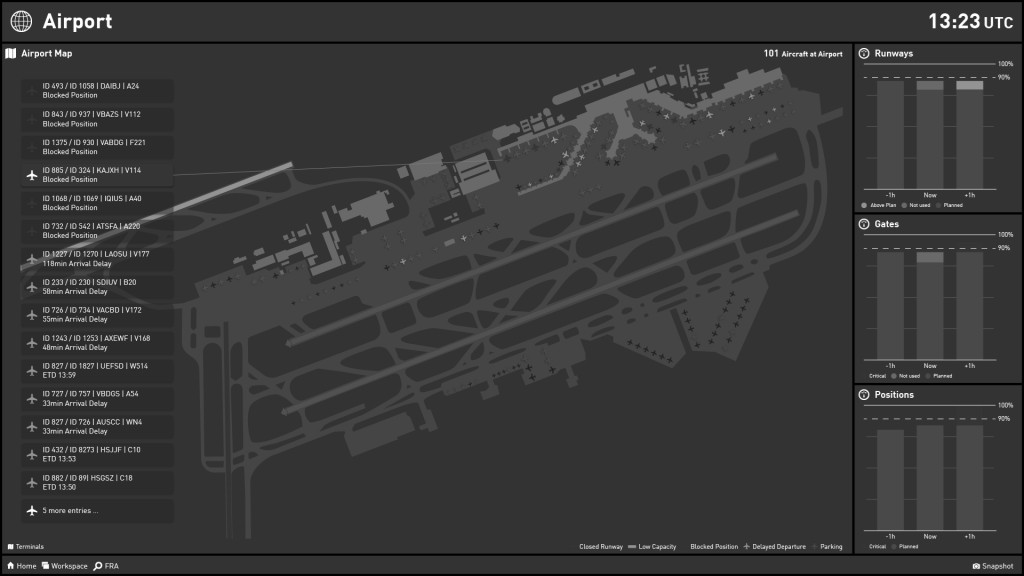 Airport
13:23 UTC
Airport Map
101 Aircraft at Airport
ID 493 / ID 1058 | DAIBJ | A24
Blocked Position
ID 843 / ID 937 | VBAZS | V112
Blocked Position
ID 1375 / ID 930 | VABDG | F221
Blocked Position
ID 885 / ID 324 | KAJXH | V114
Blocked Position
ID 1068 / ID 1069 | IQIUS | A40
Blocked Position
ID 732 / ID 542 | ATSFA | A220
Blocked Position
ID 1227 / ID 1270 | LAOSU | V177
118min Arrival Delay
ID 233 / ID 230 | SDIUV | B20
58min Arrival Delay
ID 726 / ID 734 | VACBD | V172
55min Arrival Delay
ID 1243 / ID 1253 | AXEWF | V168
48min Arrival Delay
ID 827 / ID 1827 | UEFSD | W514
ETD 13:59
ID 727 / ID 757 | VBDGS | A54
33min Arrival Delay
ID 827 / ID 726 | AUSCC | WN4
33min Arrival Delay
ID 432 / ID 8273 | HSJJF | C10
ETD 13:53
ID 882 / ID 89| HSGSZ | C18
ETD 13:50
5 more entries ...
Terminals
Closed Runway Low Capacity Blocked Position Delayed Departure Parking
Runways
100%
90%
-1h Now +1h
Above Plan Not used Planned
Gates
100%
90%
-1h Now +1h
Critical Not used Planned
Positions
100%
90%
-1h Now +1h
Critical Planned
Home Workspace FRA
Snapshot